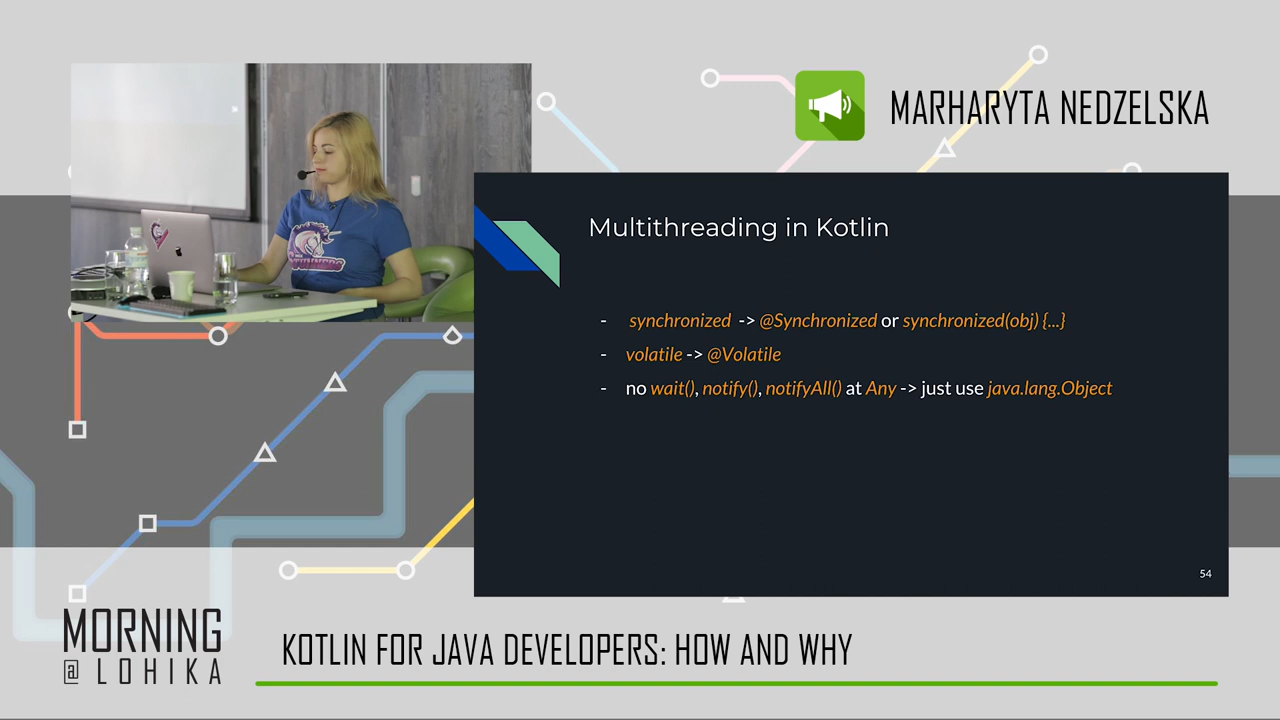 MARHARYTA NEDZELSKA
Multithreading in Kotlin
- synchronized -> @Synchronized or synchronized(obj) {...}
- volatile -> @Volatile
- no wait(), notify(), notifyAll() at Any -> just use java.lang.Object
54
MORNING
@ LOHIKA
KOTLIN FOR JAVA DEVELOPERS: HOW AND WHY